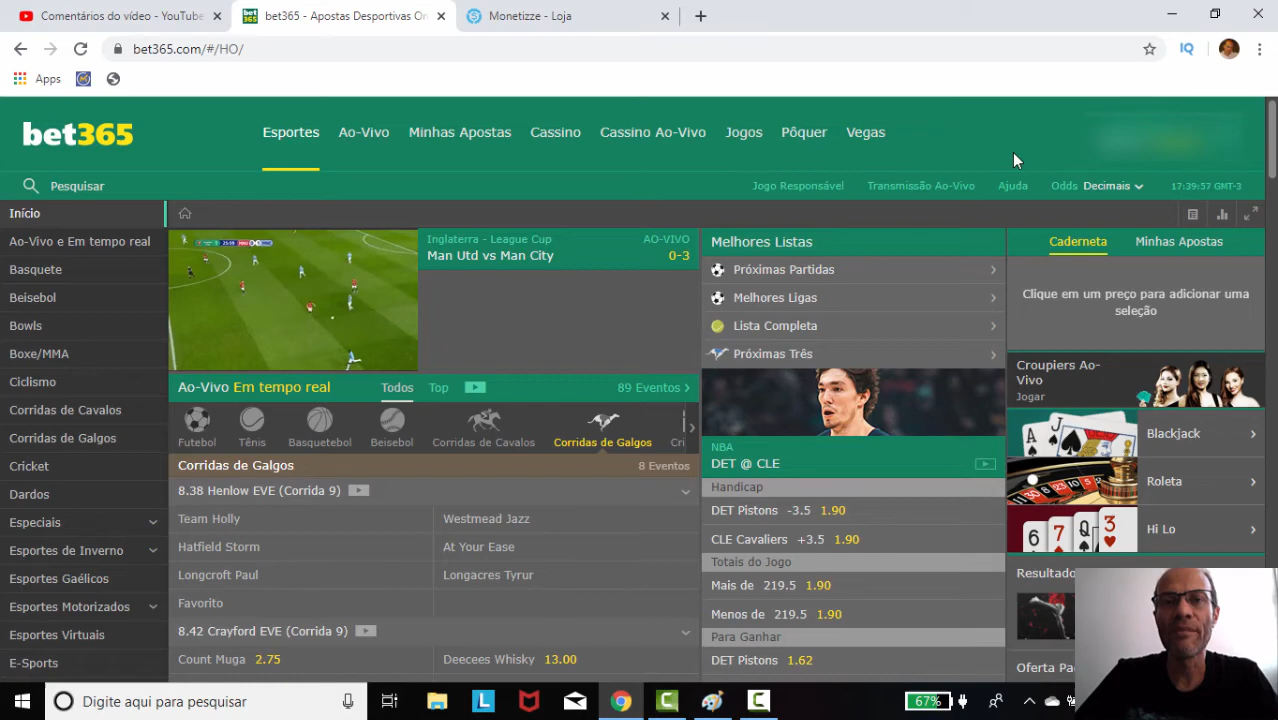 Comentários do vídeo - YouTube
bet365 - Apostas Desportivas On
Monetizze - Loja
bet365.com/#/HO/
IQ
Apps
bet365
Esportes
Ao-Vivo
Minhas Apostas
Cassino
Cassino Ao-Vivo
Jogos
Pôquer
Vegas
Pesquisar
Jogo Responsável
Transmissão Ao-Vivo
Ajuda
Odds Decimais
17:39:57 GMT-3
Início
Ao-Vivo e Em tempo real
Basquete
Beisebol
Bowls
Boxe/MMA
Ciclismo
Corridas de Cavalos
Corridas de Galgos
Cricket
Dardos
Especiais
Esportes de Inverno
Esportes Gaélicos
Esportes Motorizados
Esportes Virtuais
E-Sports
Inglaterra - League Cup
AO-VIVO
Man Utd vs Man City
0-3
Ao-Vivo Em tempo real
Todos
Top
89 Eventos
Futebol
Tênis
Basquetebol
Beisebol
Corridas de Cavalos
Corridas de Galgos
Cri
Corridas de Galgos
8 Eventos
8.38 Henlow EVE (Corrida 9)
Team Holly
Westmead Jazz
Hatfield Storm
At Your Ease
Longcroft Paul
Longacres Tyrur
Favorito
8.42 Crayford EVE (Corrida 9)
Count Muga 2.75
Deecees Whisky 13.00
Melhores Listas
Próximas Partidas
Melhores Ligas
Lista Completa
Próximas Três
NBA
DET @ CLE
Handicap
DET Pistons -3.5 1.90
CLE Cavaliers +3.5 1.90
Totais do Jogo
Mais de 219.5 1.90
Menos de 219.5 1.90
Para Ganhar
DET Pistons 1.62
Caderneta
Minhas Apostas
Clique em um preço para adicionar uma
seleção
Croupiers Ao-
Vivo
Jogar
Blackjack
Roleta
Hi Lo
Resultado
Oferta Pa
Digite aqui para pesquisar
67%